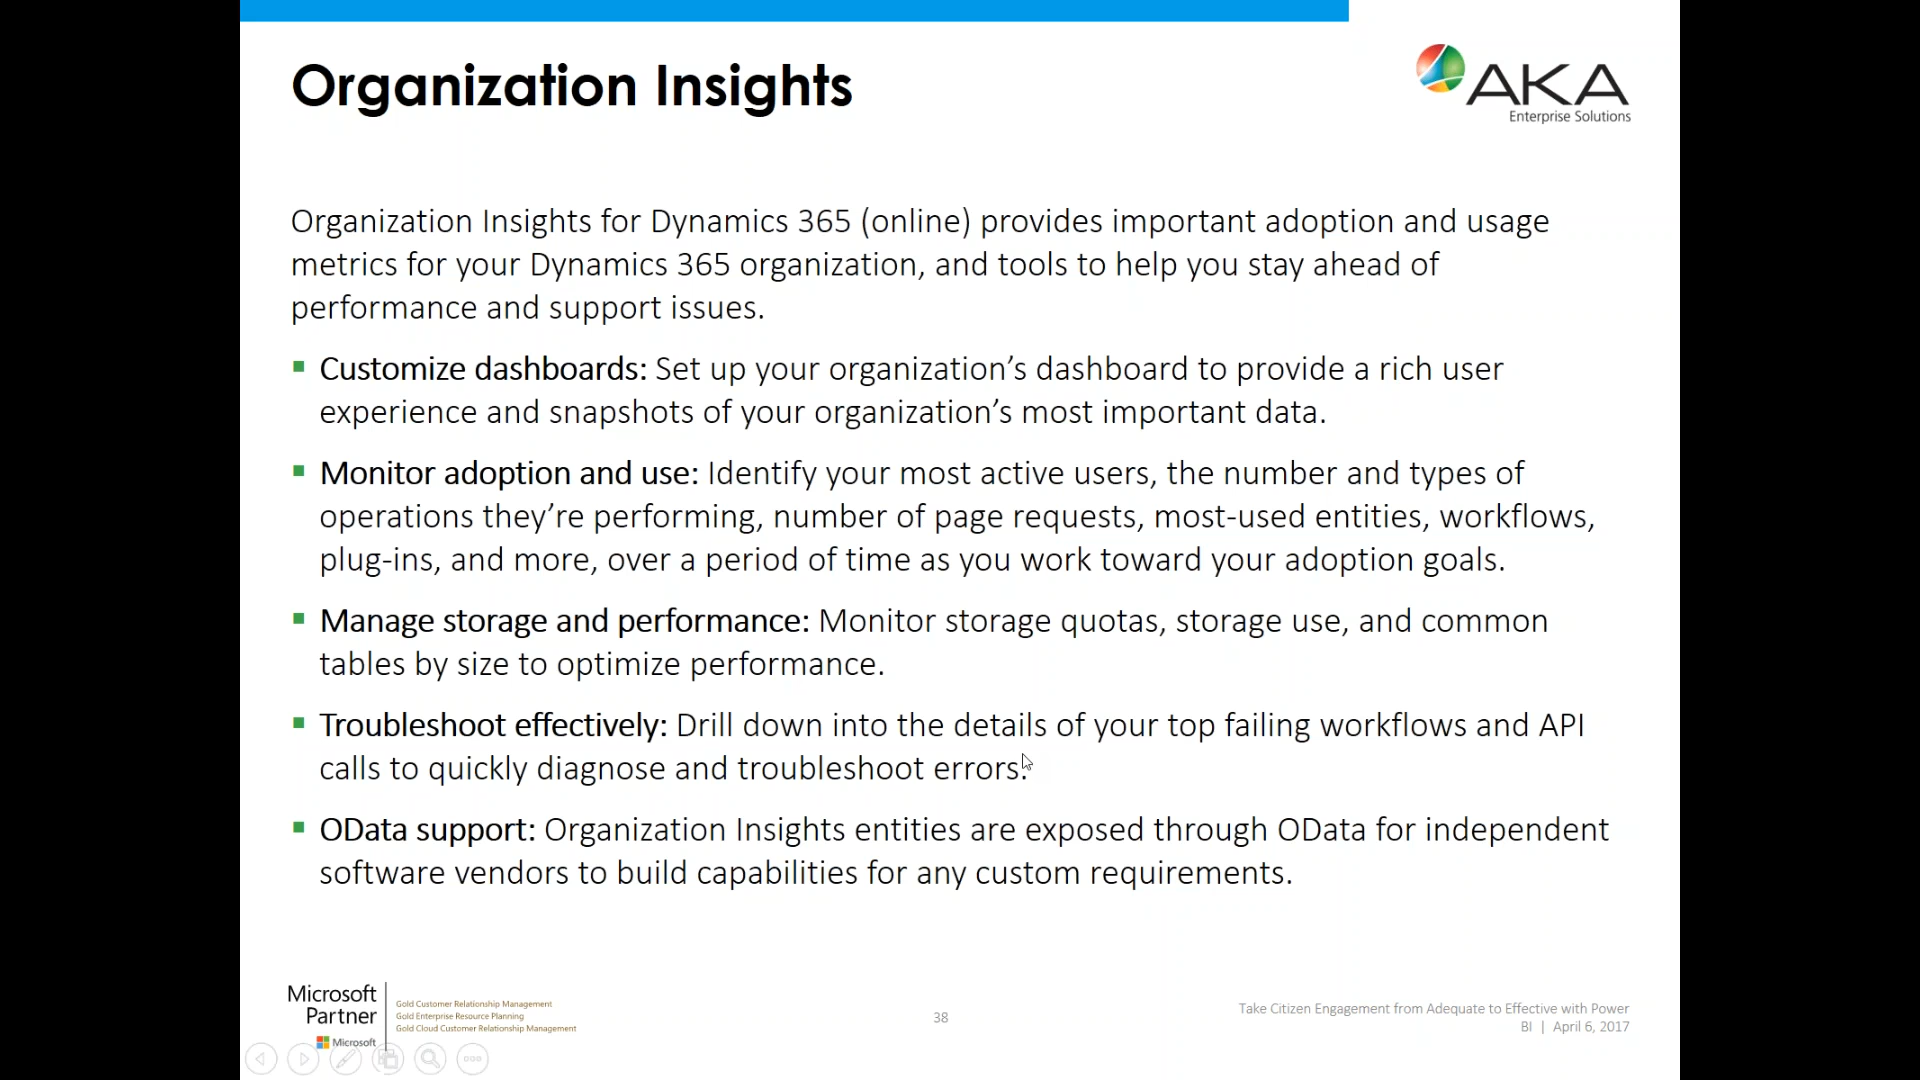 Organization Insights
AKA
Enterprise Solutions
Organization Insights for Dynamics 365 (online) provides important adoption and usage
metrics for your Dynamics 365 organization, and tools to help you stay ahead of
performance and support issues.
▪ Customize dashboards: Set up your organization’s dashboard to provide a rich user
experience and snapshots of your organization’s most important data.
▪ Monitor adoption and use: Identify your most active users, the number and types of
operations they’re performing, number of page requests, most-used entities, workflows,
plug-ins, and more, over a period of time as you work toward your adoption goals.
▪ Manage storage and performance: Monitor storage quotas, storage use, and common
tables by size to optimize performance.
▪ Troubleshoot effectively: Drill down into the details of your top failing workflows and API
calls to quickly diagnose and troubleshoot errors.
▪ OData support: Organization Insights entities are exposed through OData for independent
software vendors to build capabilities for any custom requirements.
Microsoft
Partner
Microsoft
Gold Customer Relationship Management
Gold Enterprise Resource Planning
Gold Cloud Customer Relationship Management
38
Take Citizen Engagement from Adequate to Effective with Power
BI | April 6, 2017